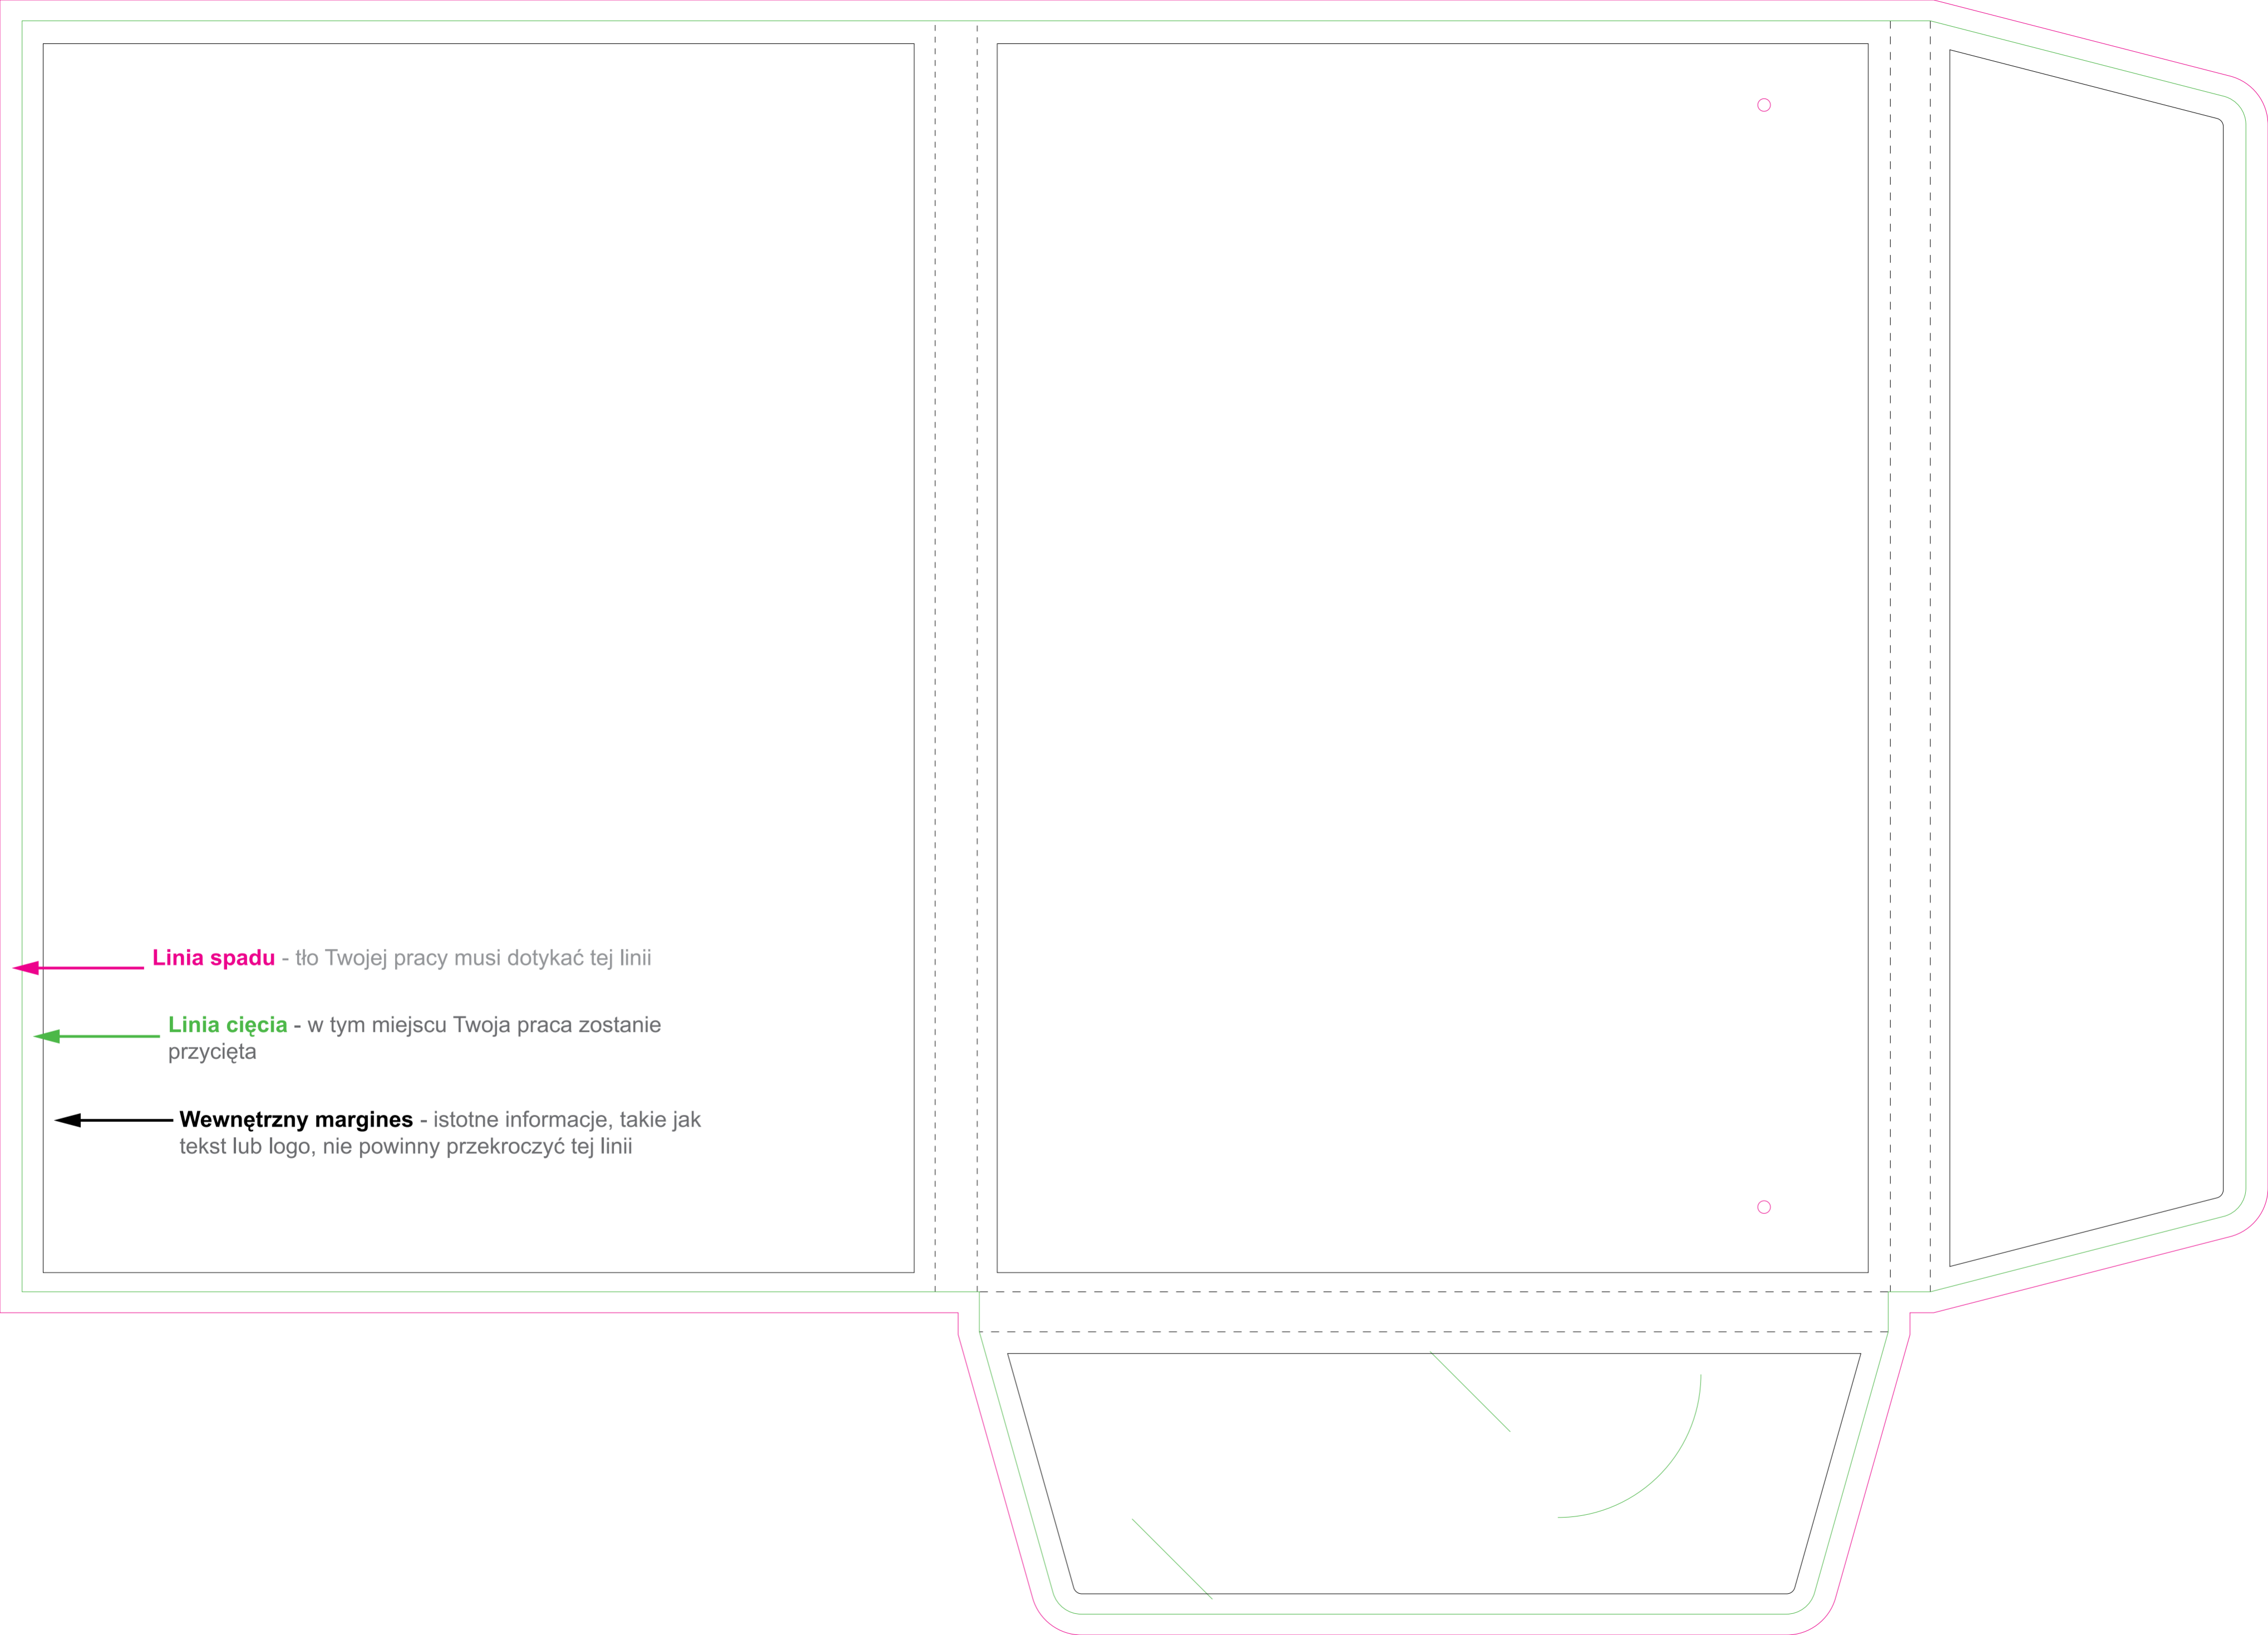 Linia spadu - tło Twojej pracy musi dotykać tej linii
Linia cięcia - w tym miejscu Twoja praca zostanie
przycięta
Wewnętrzny margines - istotne informacje, takie jak
tekst lub logo, nie powinny przekroczyć tej linii